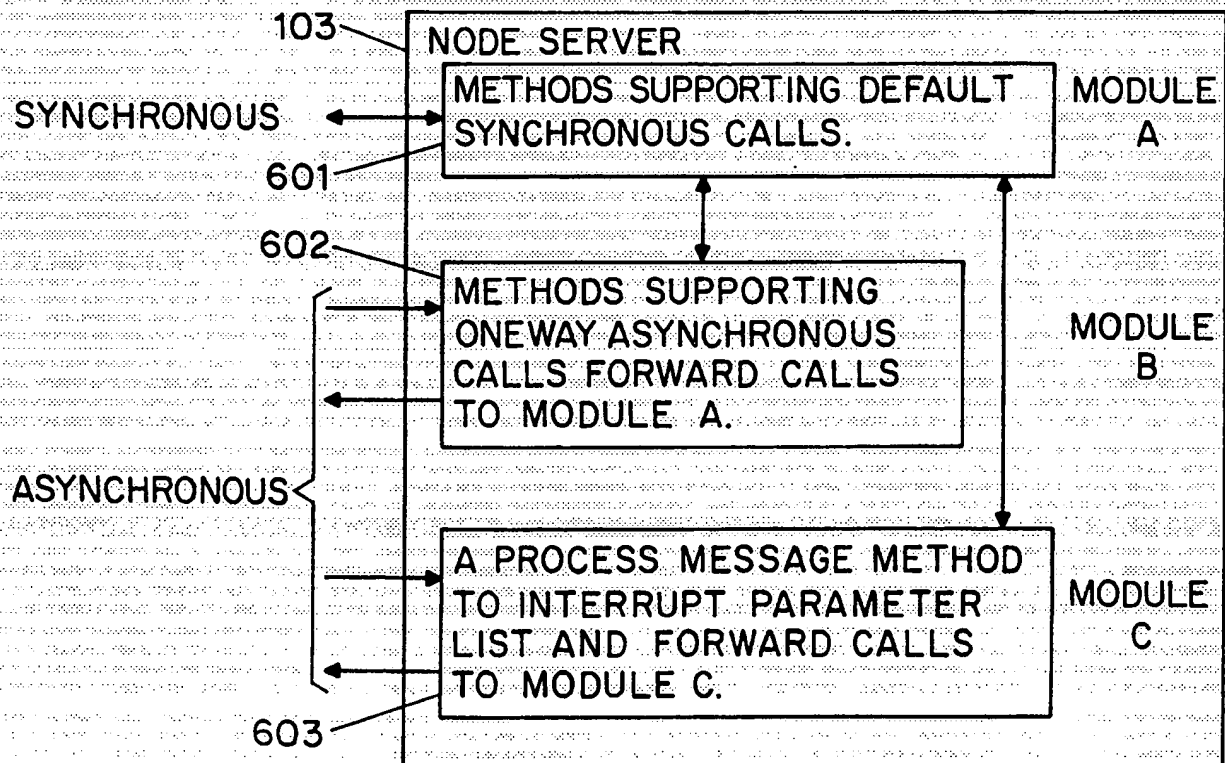 103
NODE SERVER
METHODS SUPPORTING DEFAULT
SYNCHRONOUS CALLS.
MODULE
A
SYNCHRONOUS
601
602
METHODS SUPPORTING
ONEWAY ASYNCHRONOUS
CALLS FORWARD CALLS
TO MODULE A.
MODULE
B
ASYNCHRONOUS
A PROCESS MESSAGE METHOD
TO INTERRUPT PARAMETER
LIST AND FORWARD CALLS
TO MODULE C.
MODULE
C
603